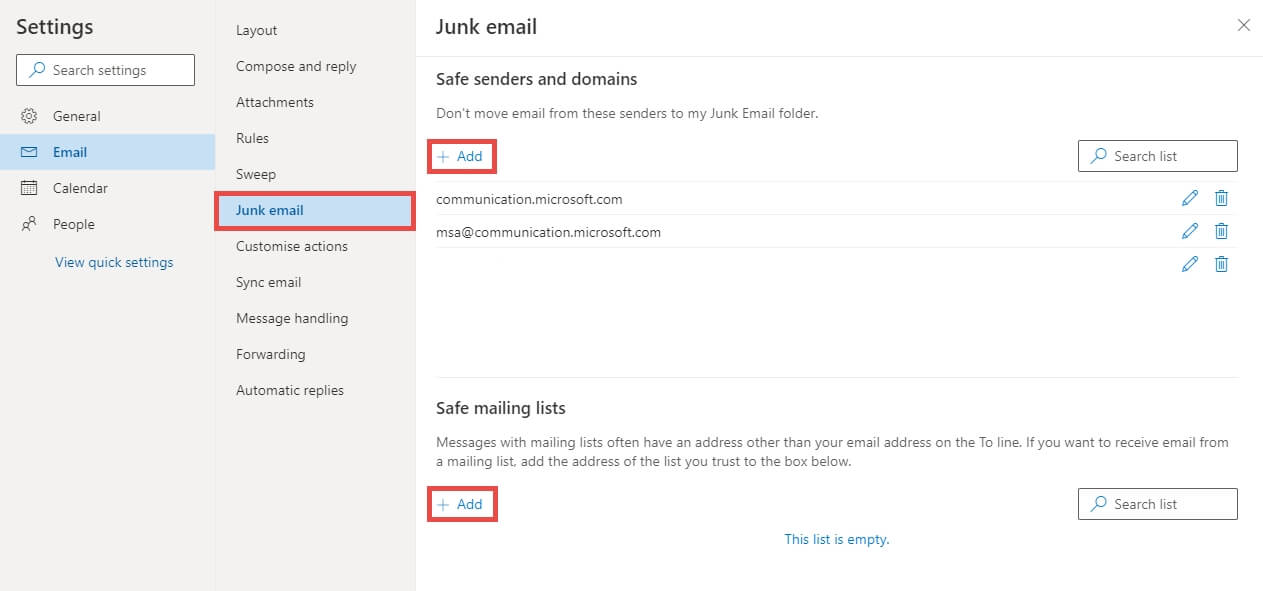 Settings
Search settings
General
Email
Calendar
People
View quick settings
Layout
Compose and reply
Attachments
Rules
Sweep
Junk email
Customise actions
Sync email
Message handling
Forwarding
Automatic replies
Junk email
Safe senders and domains
Don't move email from these senders to my Junk Email folder.
Add
Search list
communication.microsoft.com
msa@communication.microsoft.com
Safe mailing lists
Messages with mailing lists often have an address other than your email address on the To line. If you want to receive email from
a mailing list, add the address of the list you trust to the box below.
Add
Search list
This list is empty.